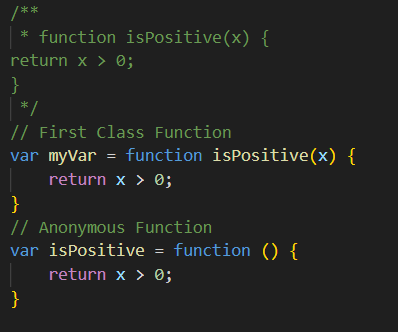 /**
 * function isPositive(x) {
return x > 0;
}
 */
// First Class Function
var myVar = function isPositive(x) {
    return x > 0;
}
// Anonymous Function
var isPositive = function () {
    return x > 0;
}